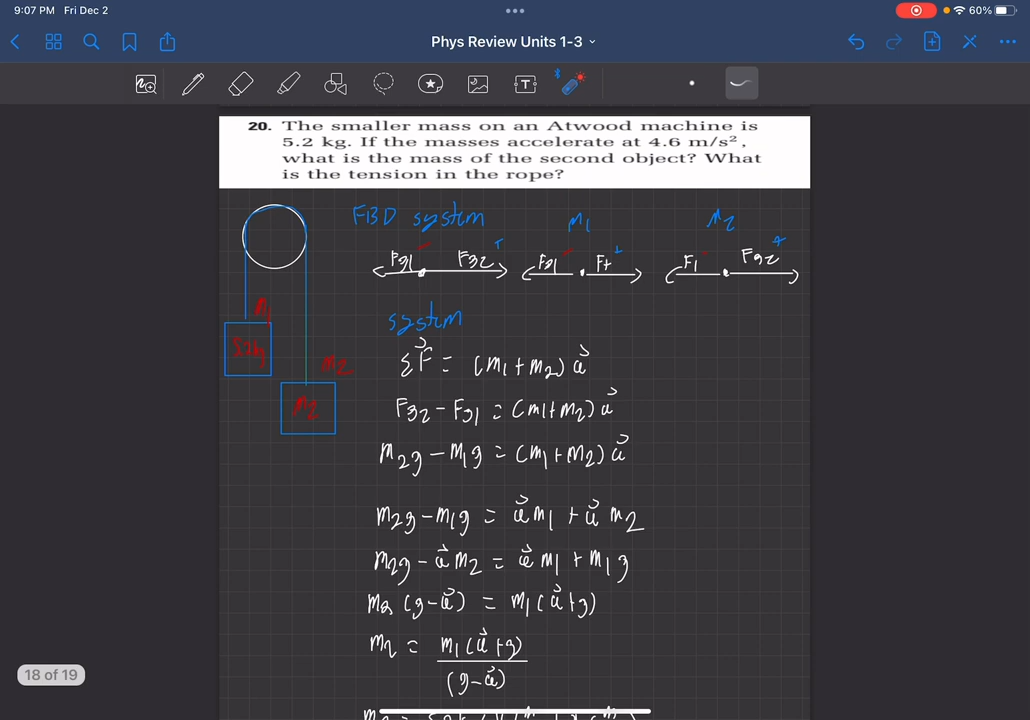 9:07 PM Fri Dec 2
60%
Phys Review Units 1-3
20. The smaller mass on an Atwood machine is
5.2 kg. If the masses accelerate at 4.6 m/s²,
what is the mass of the second object? What
is the tension in the rope?
FBD system M1 M2
Fg1 - Fg2 + Fg1 - Ft + F1 - Fg2 +
M1
5.2kg
M2
M2
system
ΣF⃗ = (m1+m2) a⃗
Fg2 - Fg1 = (m1+m2) a⃗
m2g - m1g = (m1+m2) a⃗
m2g - m1g = a⃗ m1 + a⃗ m2
m2g - a⃗ m2 = a⃗ m1 + m1g
m2 (g-a⃗) = m1 (a⃗+g)
m2 = m1(a⃗+g)
(g-a⃗)
18 of 19